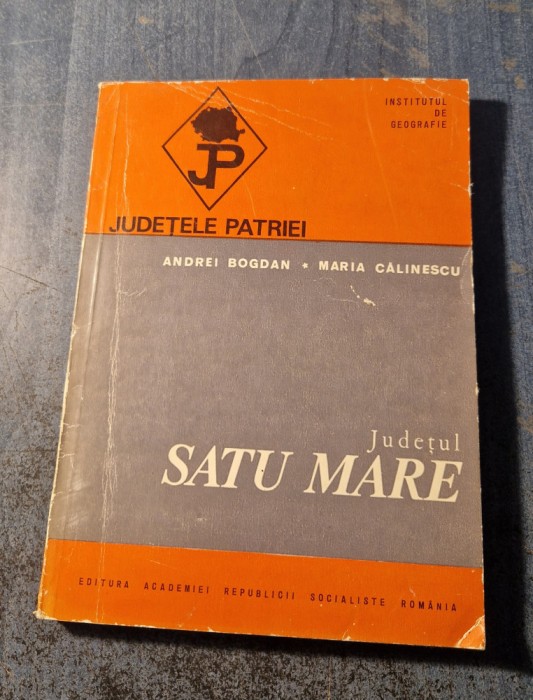 INSTITUTUL
DE
GEOGRAFIE
JP
JUDEȚELE PATRIEI
ANDREI BOGDAN * MARIA CĂLINESCU
Județul
SATU MARE
EDITURA ACADEMIEI REPUBLICII SOCIALISTE ROMÂNIA